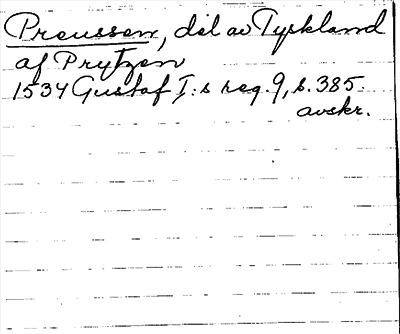 Preussen, del av Tyskland
af Prytzen
1534 Gustaf I:s reg. 9, s. 385.
avskr.